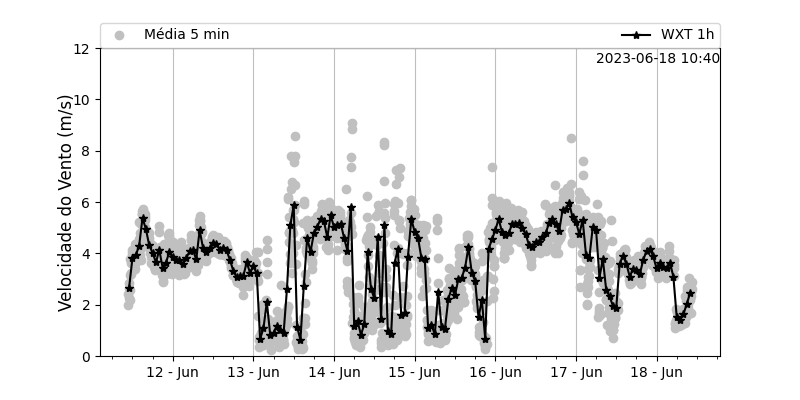 Média 5 min
WXT 1h
2023-06-18 10:40
Velocidade do Vento (m/s)
12
10
8
6
4
2
0
12 - Jun
13 - Jun
14 - Jun
15 - Jun
16 - Jun
17 - Jun
18 - Jun